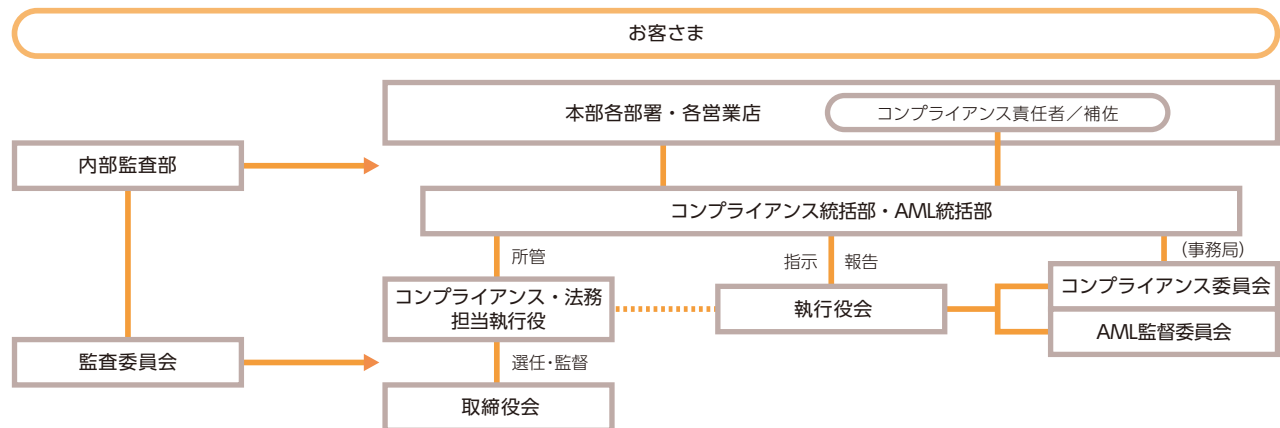 お客さま
本部各部署・各営業店
コンプライアンス責任者／補佐
内部監査部
コンプライアンス統括部・AML統括部
所管
指示
報告
(事務局)
コンプライアンス・法務
担当執行役
執行役会
コンプライアンス委員会
AML監督委員会
監査委員会
選任・監督
取締役会